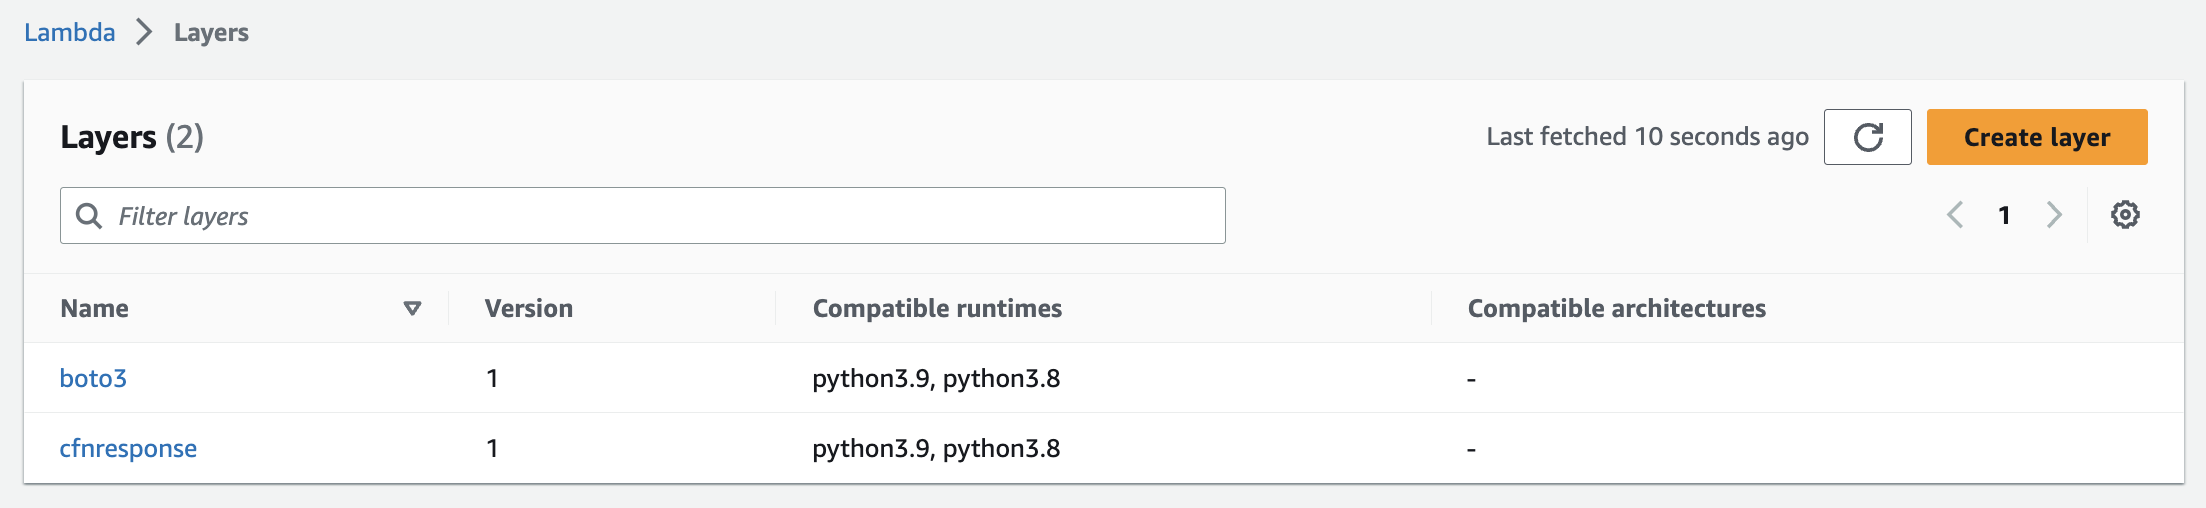 Lambda > Layers
Layers (2)
Last fetched 10 seconds ago
Create layer
Filter layers
1
Name Version Compatible runtimes Compatible architectures
boto3 1 python3.9, python3.8 -
cfnresponse 1 python3.9, python3.8 -